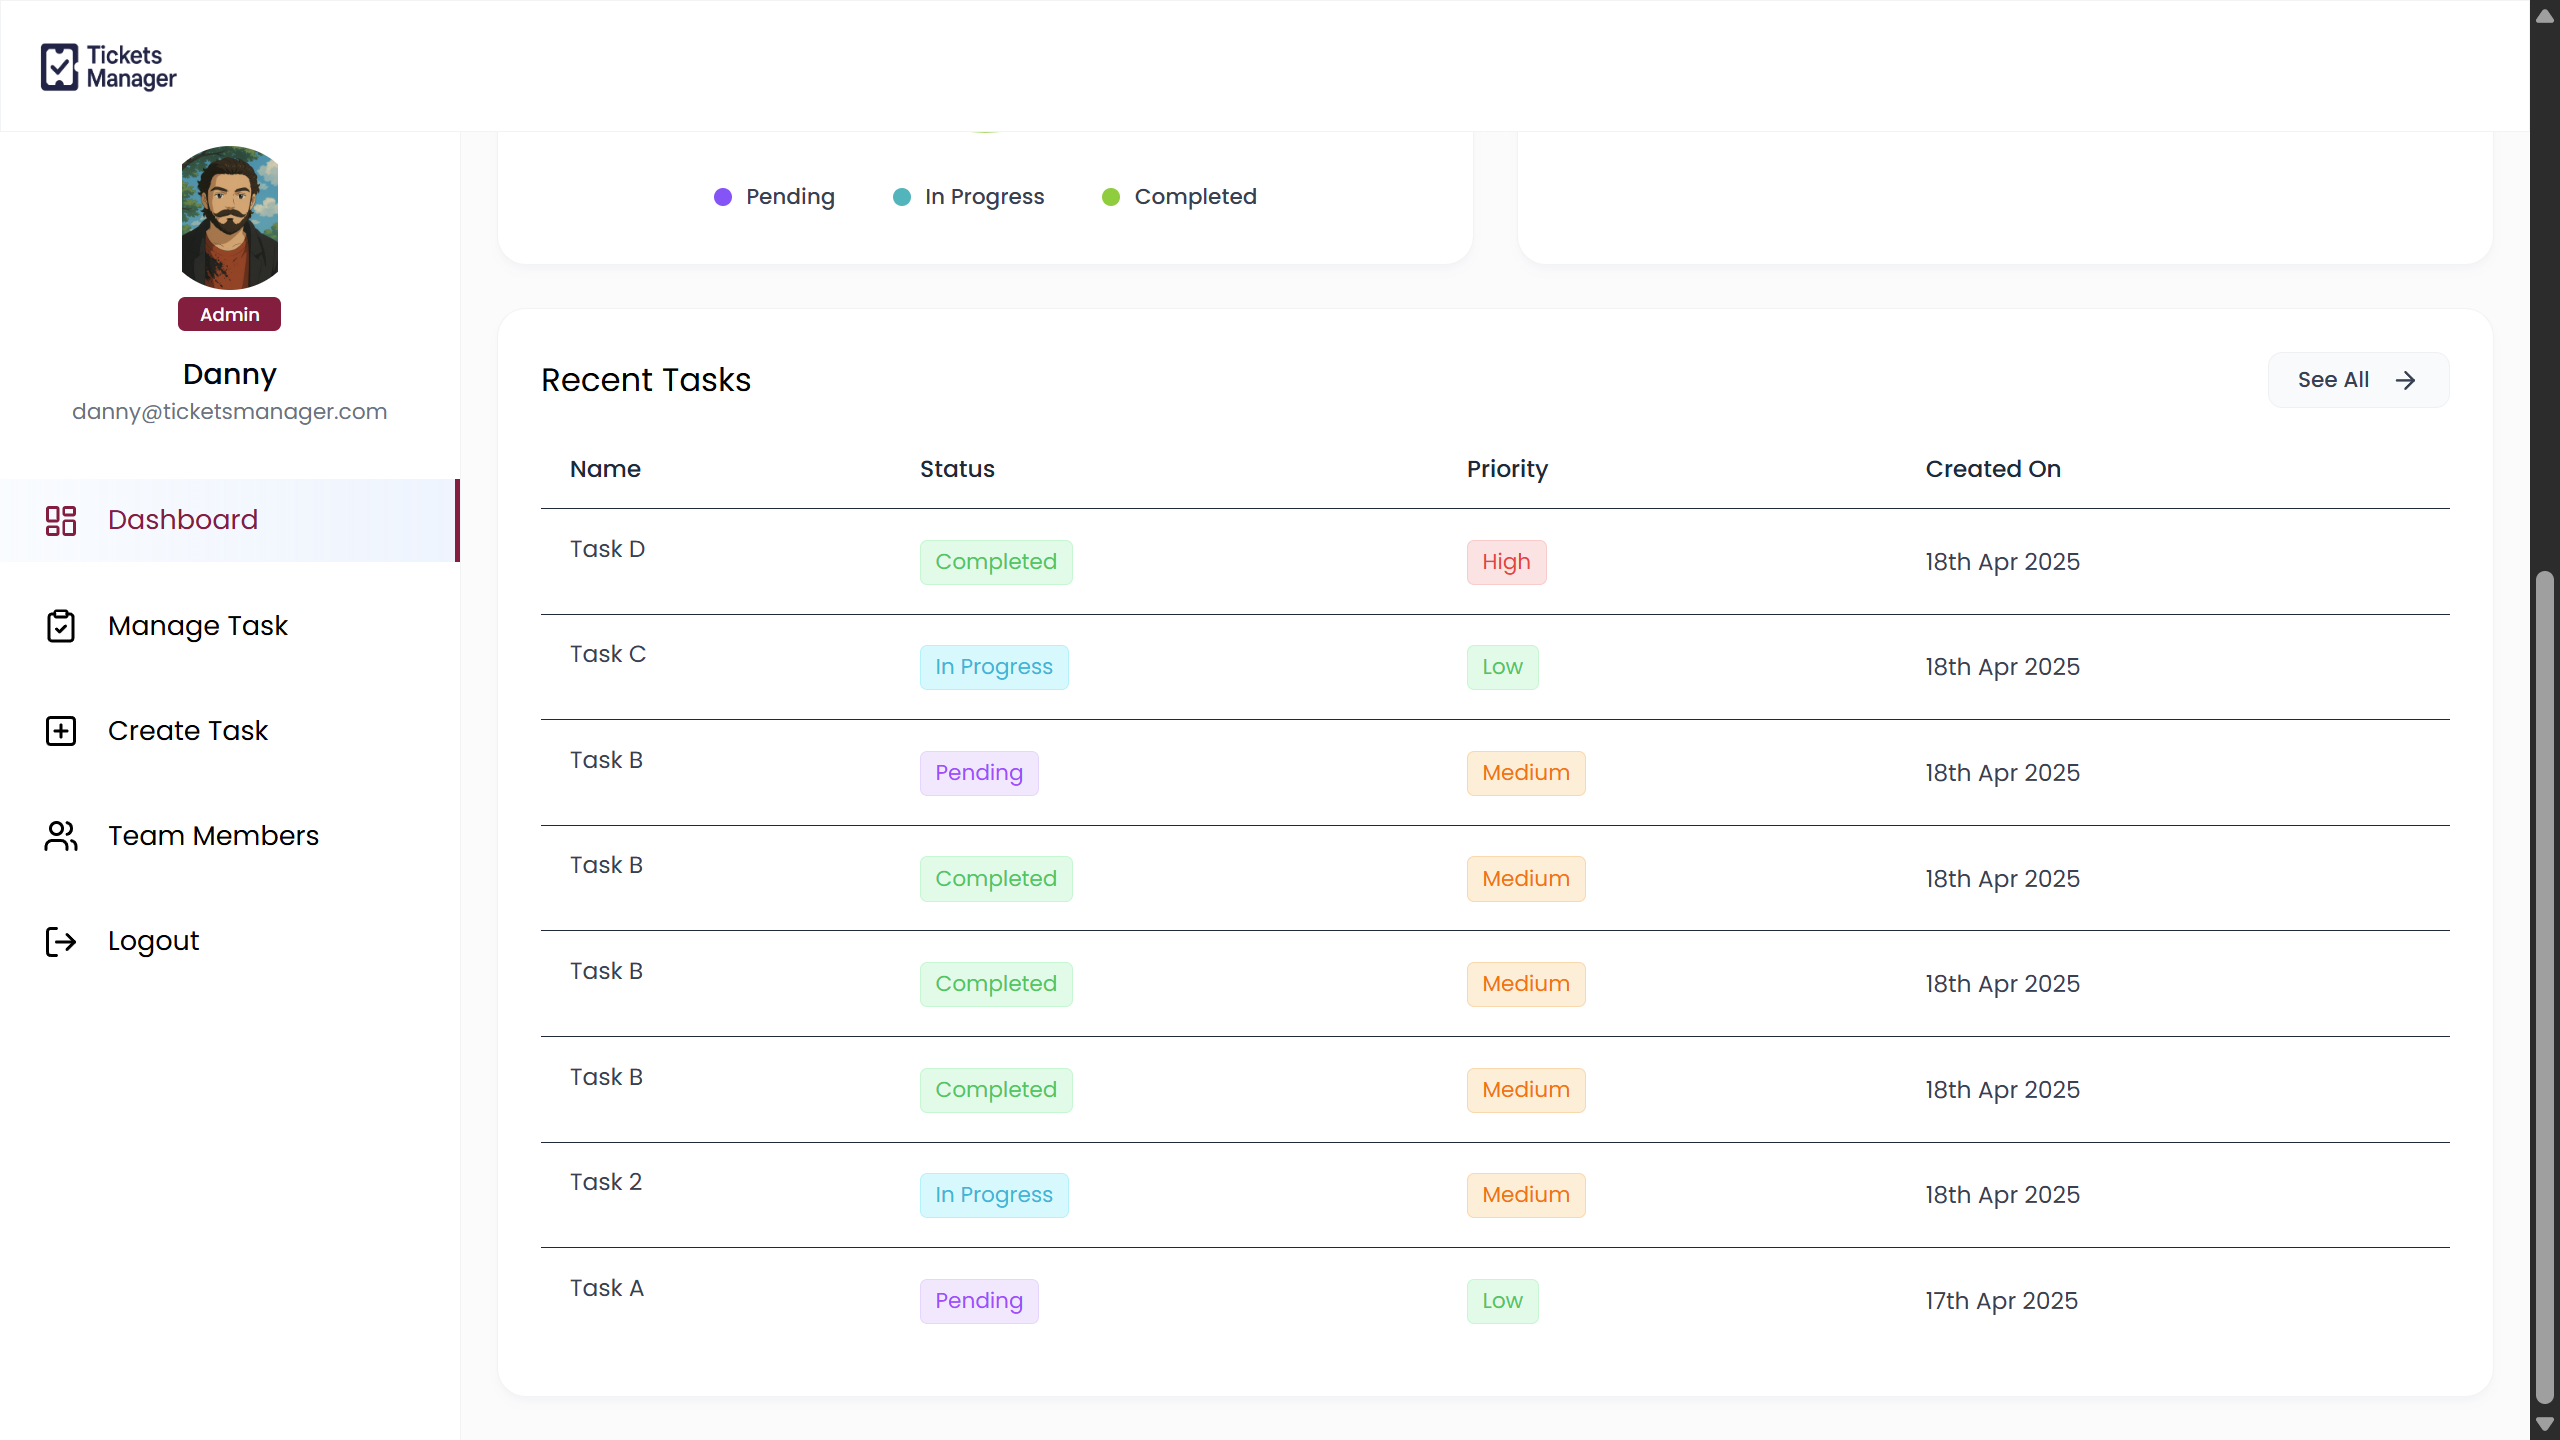 Tickets
Manager
Admin
Danny
danny@ticketsmanager.com
Dashboard
Manage Task
Create Task
Team Members
Logout
Pending In Progress Completed
Recent Tasks See All
Name Status Priority Created On
Task D Completed High 18th Apr 2025
Task C In Progress Low 18th Apr 2025
Task B Pending Medium 18th Apr 2025
Task B Completed Medium 18th Apr 2025
Task B Completed Medium 18th Apr 2025
Task B Completed Medium 18th Apr 2025
Task 2 In Progress Medium 18th Apr 2025
Task A Pending Low 17th Apr 2025